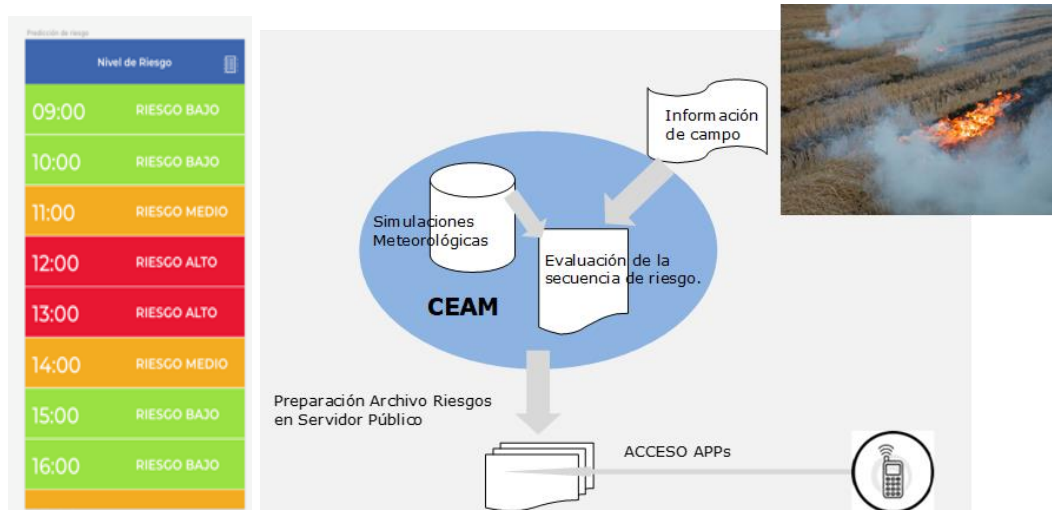 Predicción de riesgo
Nivel de Riesgo
09:00 RIESGO BAJO
10:00 RIESGO BAJO
11:00 RIESGO MEDIO
12:00 RIESGO ALTO
13:00 RIESGO ALTO
14:00 RIESGO MEDIO
15:00 RIESGO BAJO
16:00 RIESGO BAJO
Información
de campo
Simulaciones
Meteorológicas
Evaluación de la
secuencia de riesgo.
CEAM
Preparación Archivo Riesgos
en Servidor Público
ACCESO APPs